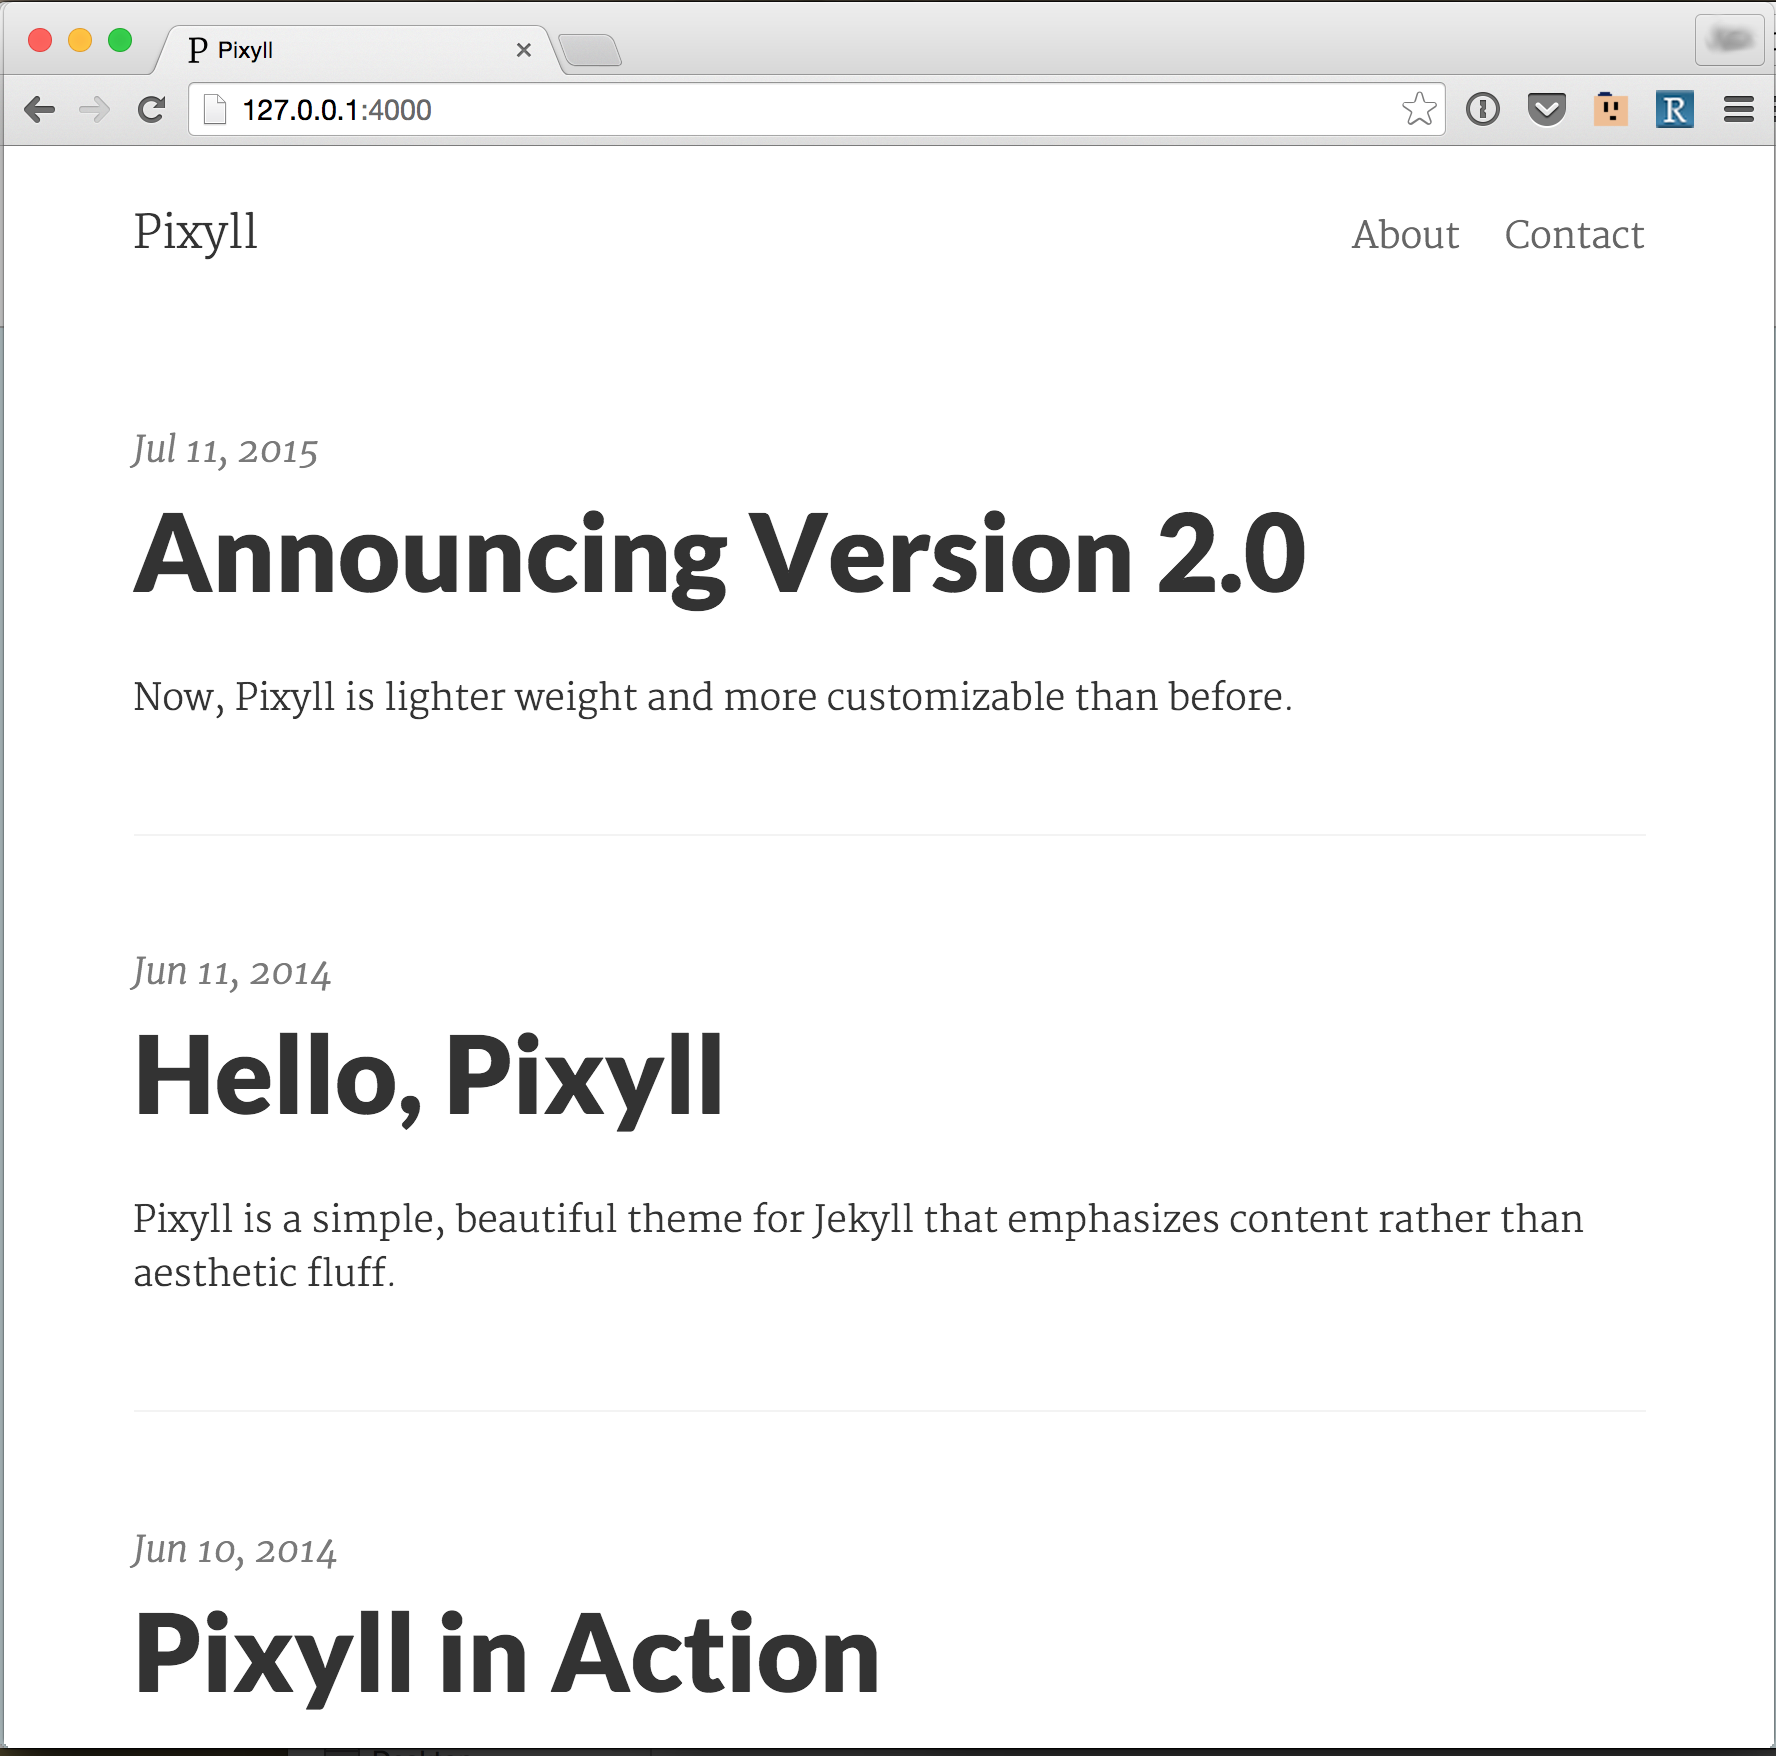 P Pixyll
127.0.0.1:4000
R
Pixyll
About Contact
Jul 11, 2015
Announcing Version 2.0
Now, Pixyll is lighter weight and more customizable than before.
Jun 11, 2014
Hello, Pixyll
Pixyll is a simple, beautiful theme for Jekyll that emphasizes content rather than
aesthetic fluff.
Jun 10, 2014
Pixyll in Action